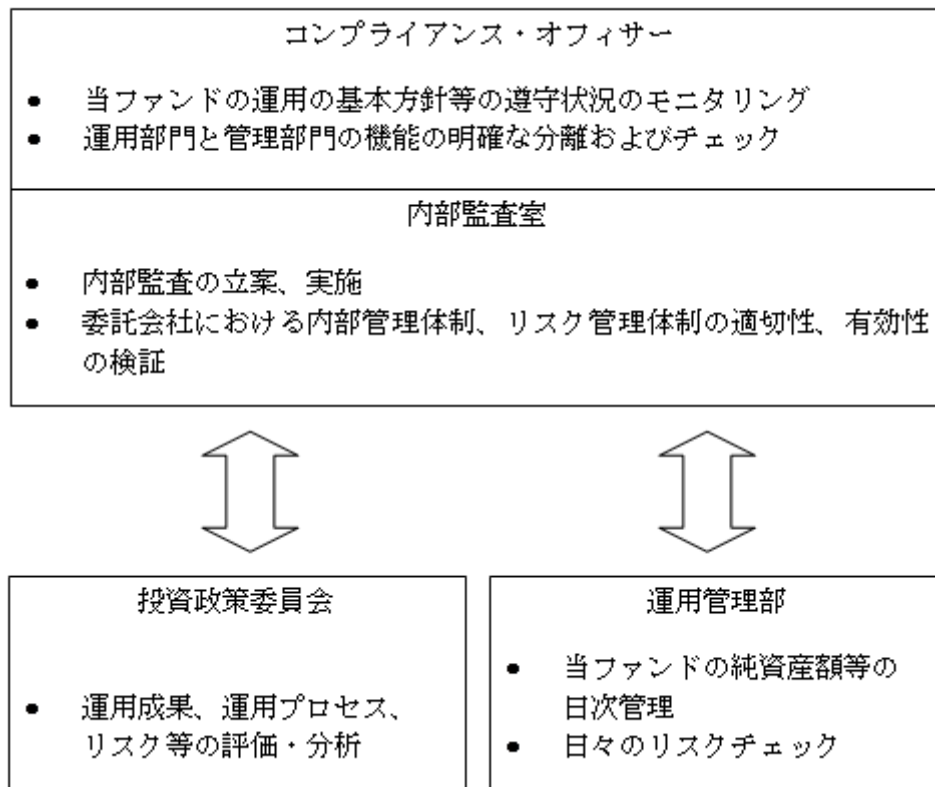 コンプライアンス・オフィサー
● 当ファンドの運用の基本方針等の遵守状況のモニタリング
● 運用部門と管理部門の機能の明確な分離およびチェック
内部監査室
● 内部監査の立案、実施
● 委託会社における内部管理体制、リスク管理体制の適切性、有効性
の検証
投資政策委員会
● 運用成果、運用プロセス、
リスク等の評価・分析
運用管理部
● 当ファンドの純資産額等の
日次管理
● 日々のリスクチェック